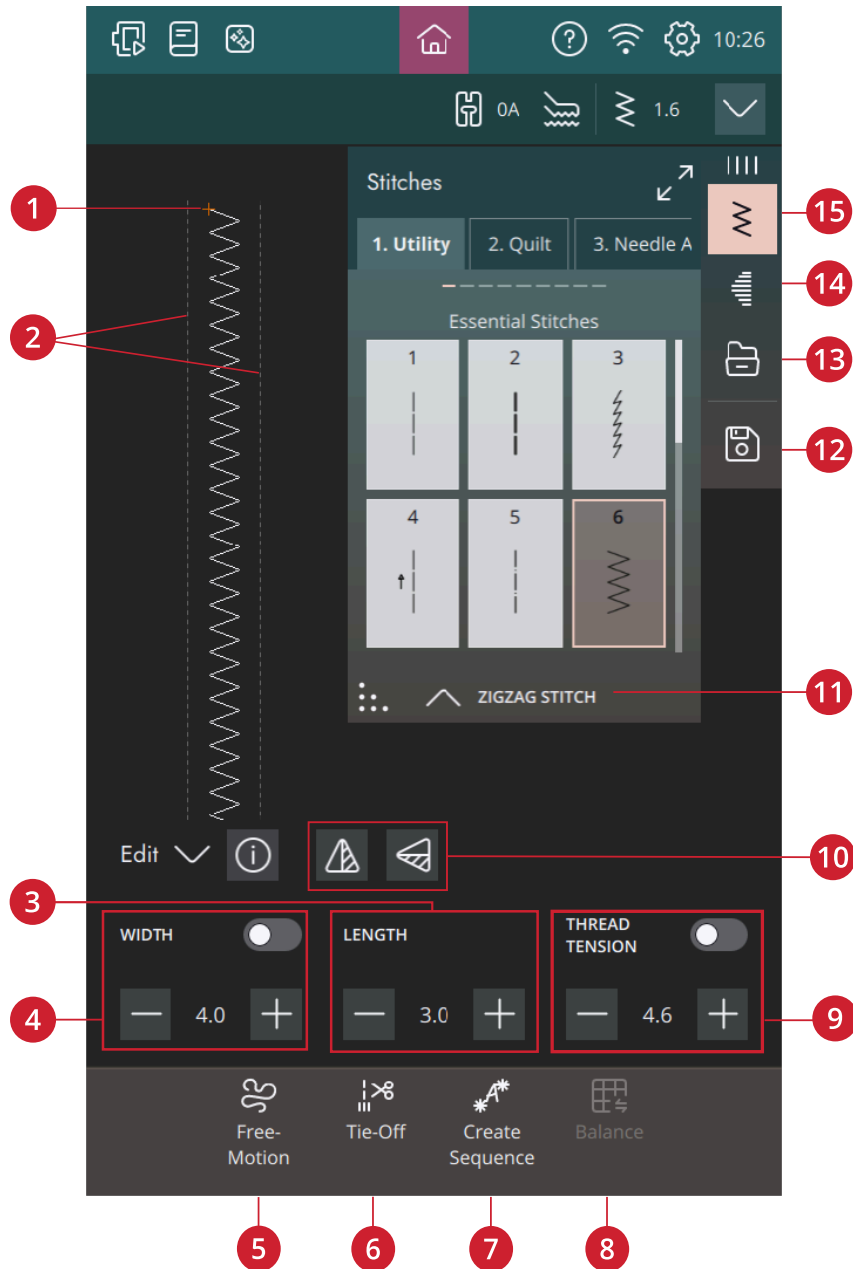 10:26
0A
1.6
Stitches
1. Utility
2. Quilt
3. Needle A
Essential Stitches
1
2
3
4
5
6
ZIGZAG STITCH
Edit
WIDTH
LENGTH
THREAD
TENSION
4.0
3.0
4.6
Free-
Motion
Tie-Off
Create
Sequence
Balance
1
2
3
4
5
6
7
8
9
10
11
12
13
14
15